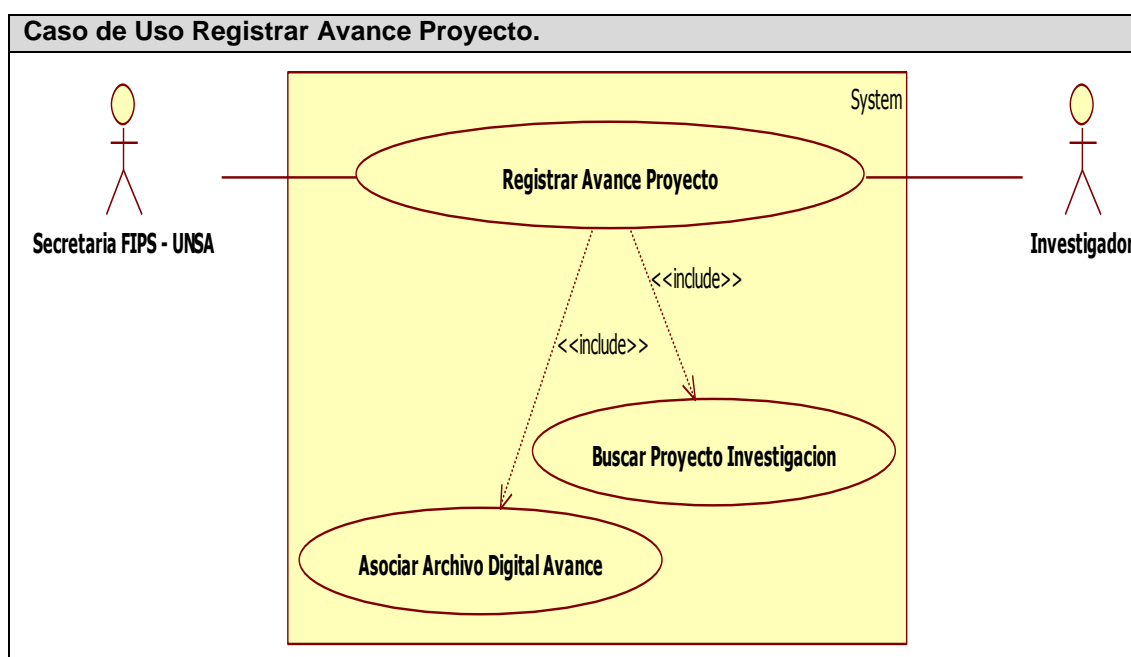 Caso de Uso Registrar Avance Proyecto.
System
Registrar Avance Proyecto
Secretaria FIPS - UNSA
Investigador
<<include>>
<<include>>
Buscar Proyecto Investigacion
Asociar Archivo Digital Avance